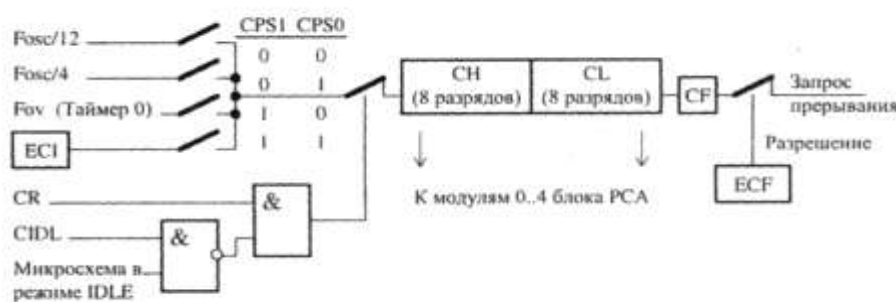 CPS1 CPS0
Fosc/12
0 0
Fosc/4
0 1
Fov (Таймер 0)
1 0
ECI
1 1
CH
(8 разрядов)
CL
(8 разрядов)
CF
Запрос
прерывания
Разрешение
ECF
К модулям 0..4 блока PCA
CR
&
CIDL
&
Микросхема в
режиме IDLE